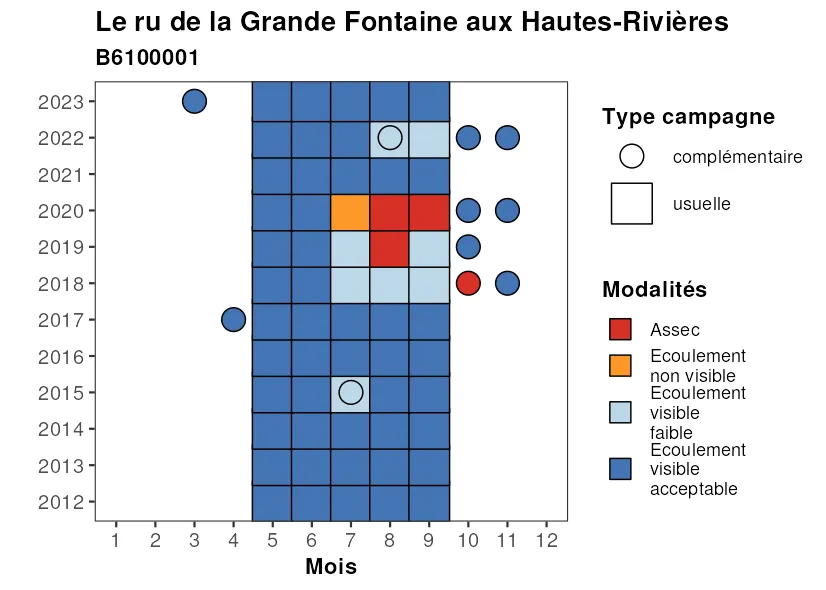 Le ru de la Grande Fontaine aux Hautes-Rivières
B6100001
2023
2022
2021
2020
2019
2018
2017
2016
2015
2014
2013
2012
1 2 3 4 5 6 7 8 9 10 11 12
Mois
Type campagne
complémentaire
usuelle
Modalités
Assec
Ecoulement
non visible
Ecoulement
visible
faible
Ecoulement
visible
acceptable